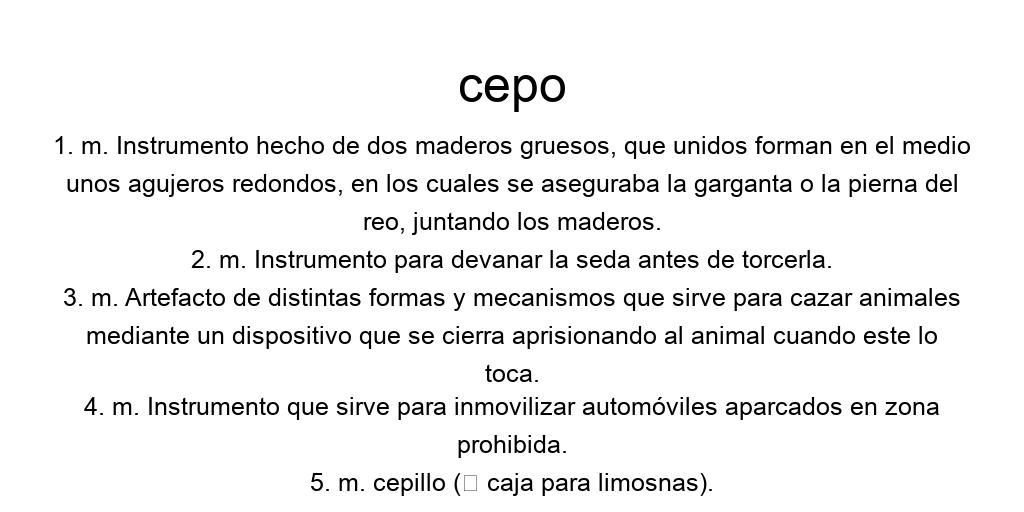 cepo
1. m. Instrumento hecho de dos maderos gruesos, que unidos forman en el medio
unos agujeros redondos, en los cuales se aseguraba la garganta o la pierna del
reo, juntando los maderos.
2. m. Instrumento para devanar la seda antes de torcerla.
3. m. Artefacto de distintas formas y mecanismos que sirve para cazar animales
mediante un dispositivo que se cierra aprisionando al animal cuando este lo
toca.
4. m. Instrumento que sirve para inmovilizar automóviles aparcados en zona
prohibida.
5. m. cepillo (□ caja para limosnas).